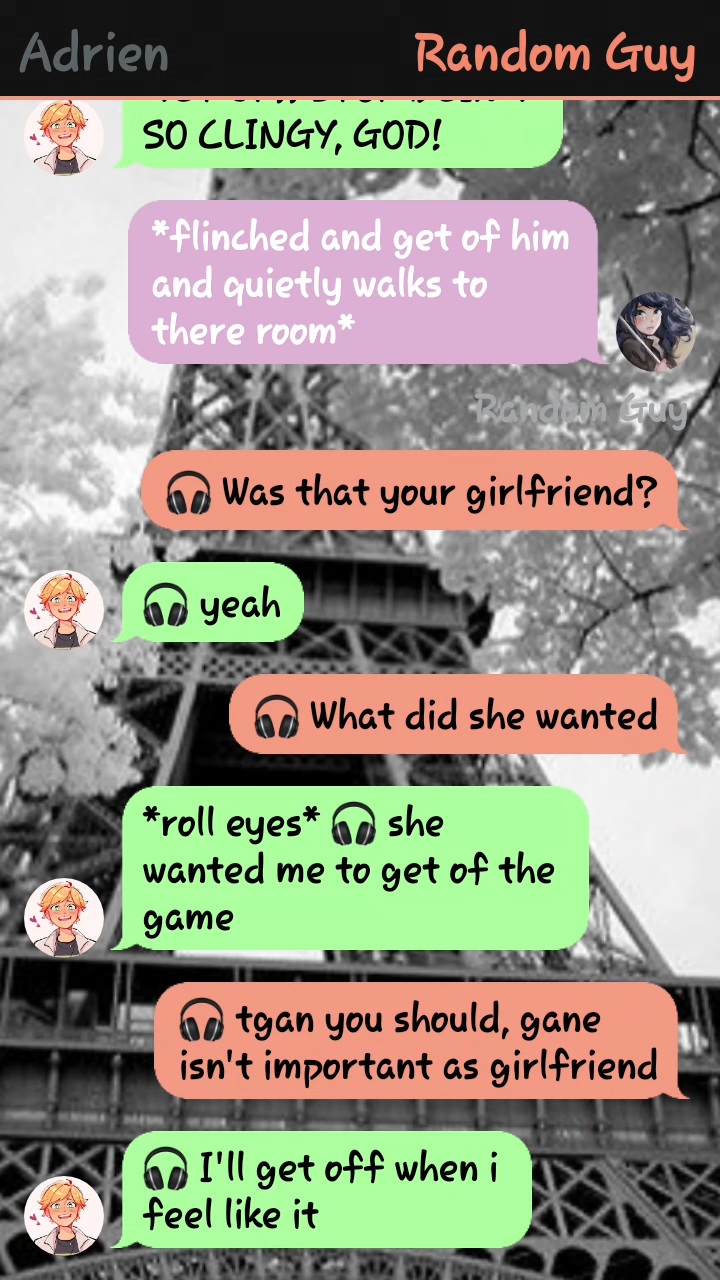 Adrien
Random Guy
SO CLINGY, GOD!
*flinched and get of him
and quietly walks to
there room*
Random Guy
🎧 Was that your girlfriend?
🎧 yeah
🎧 What did she wanted
*roll eyes* 🎧 she
wanted me to get of the
game
🎧 tgan you should, gane
isn't important as girlfriend
🎧 I'll get off when i
feel like it